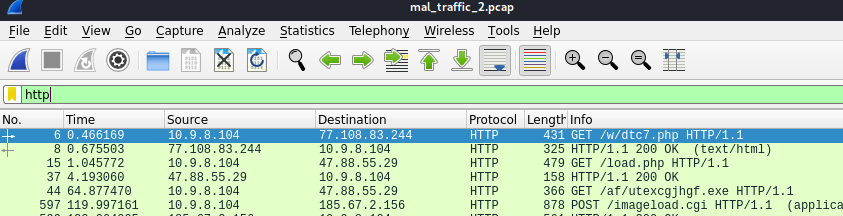 mal_traffic_2.pcap
File Edit View Go Capture Analyze Statistics Telephony Wireless Tools Help
http
No. Time Source Destination Protocol Length Info
6 0.466169 10.9.8.104 77.108.83.244 HTTP 431 GET /w/dtc7.php HTTP/1.1
8 0.675503 77.108.83.244 10.9.8.104 HTTP 325 HTTP/1.1 200 OK (text/html)
15 1.045772 10.9.8.104 47.88.55.29 HTTP 479 GET /load.php HTTP/1.1
37 4.193060 47.88.55.29 10.9.8.104 HTTP 158 HTTP/1.1 200 OK
44 64.877470 10.9.8.104 47.88.55.29 HTTP 366 GET /af/utexcgjhgf.exe HTTP/1.1
597 119.997161 10.9.8.104 185.67.2.156 HTTP 878 POST /imageload.cgi HTTP/1.1 (applica